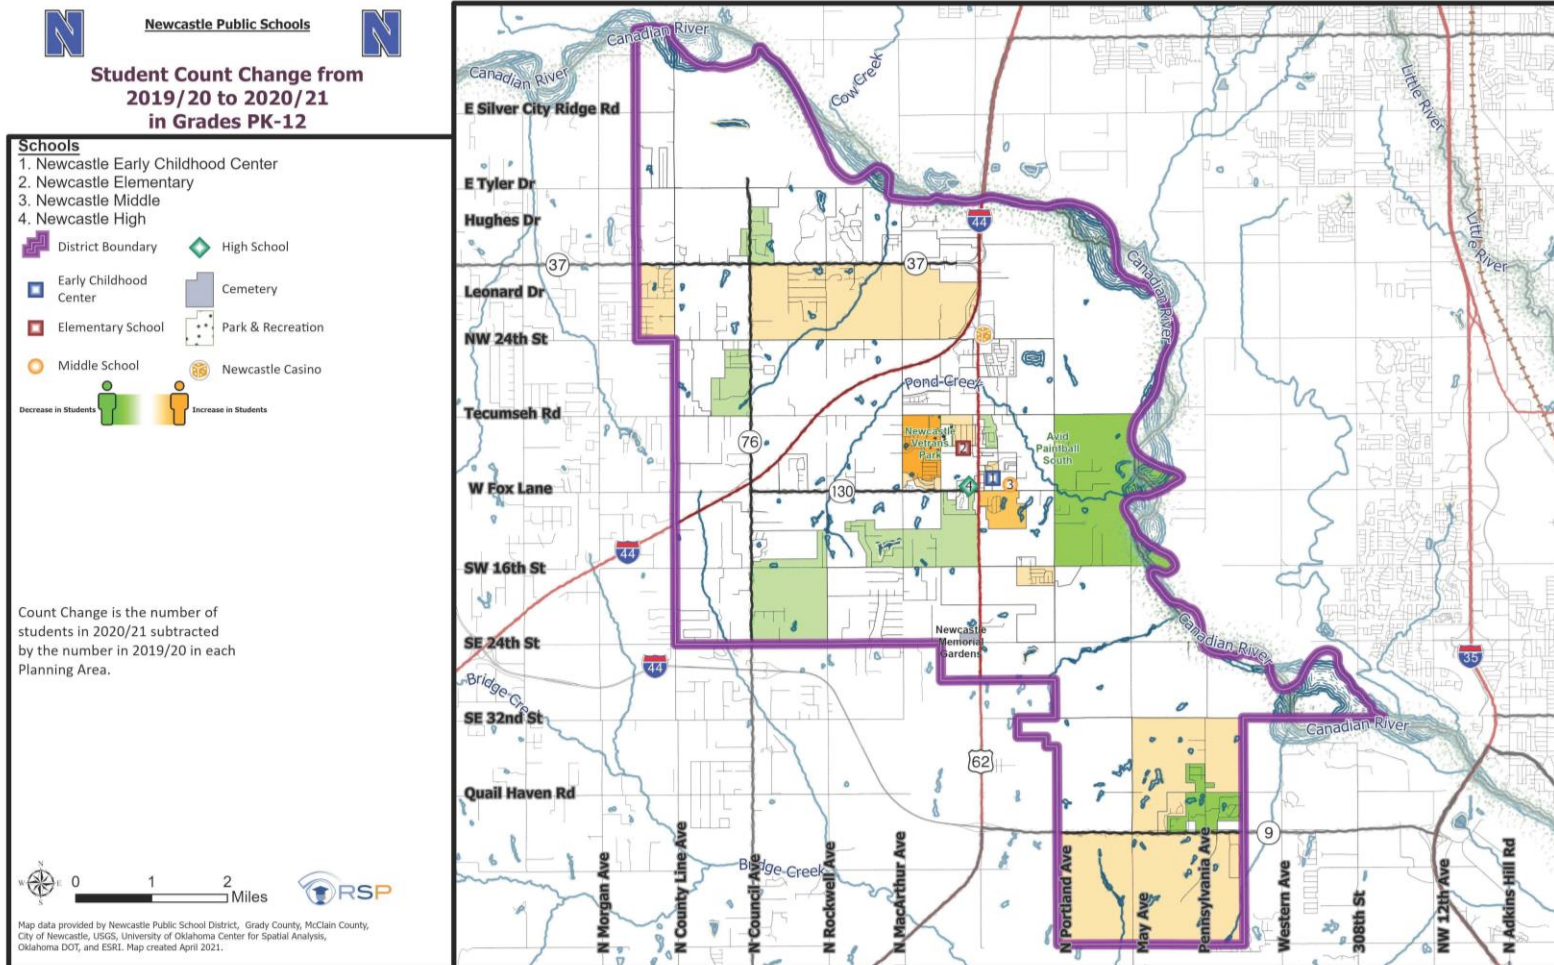 Newcastle Public Schools
N
N
Student Count Change from
2019/20 to 2020/21
in Grades PK-12
Schools
1. Newcastle Early Childhood Center
2. Newcastle Elementary
3. Newcastle Middle
4. Newcastle High
District Boundary
High School
Early Childhood
Center
Cemetery
Elementary School
Park & Recreation
Middle School
Newcastle Casino
Decrease in Students
Increase in Students
Count Change is the number of
students in 2020/21 subtracted
by the number in 2019/20 in each
Planning Area.
N
W
E
S
0
1
2
Miles
RSP
Map data provided by Newcastle Public School District, Grady County, McClain County,
City of Newcastle, USGS, University of Oklahoma Center for Spatial Analysis,
Oklahoma DOT, and ESRI. Map created April 2021.
Canadian River
Canadian River
Cow Creek
Little River
E Silver City Ridge Rd
E Tyler Dr
Hughes Dr
44
Little River
37
37
Canadian River
Leonard Dr
NW 24th St
Pond Creek
Tecumseh Rd
76
Newcastle
Vetrans
Park
2
Avid
Paintball
South
1
3
4
W Fox Lane
130
44
SW 16th St
Newcastle
Memorial
Gardens
SE 24th St
44
Canadian River
35
Bridge Creek
SE 32nd St
Canadian River
62
Quail Haven Rd
9
Bridge Creek
N Morgan Ave
N County Line Ave
N Council Ave
N Rockwell Ave
N MacArthur Ave
N Portland Ave
May Ave
Pennsylvania Ave
Western Ave
308th St
NW 12th Ave
N Adkins Hill Rd